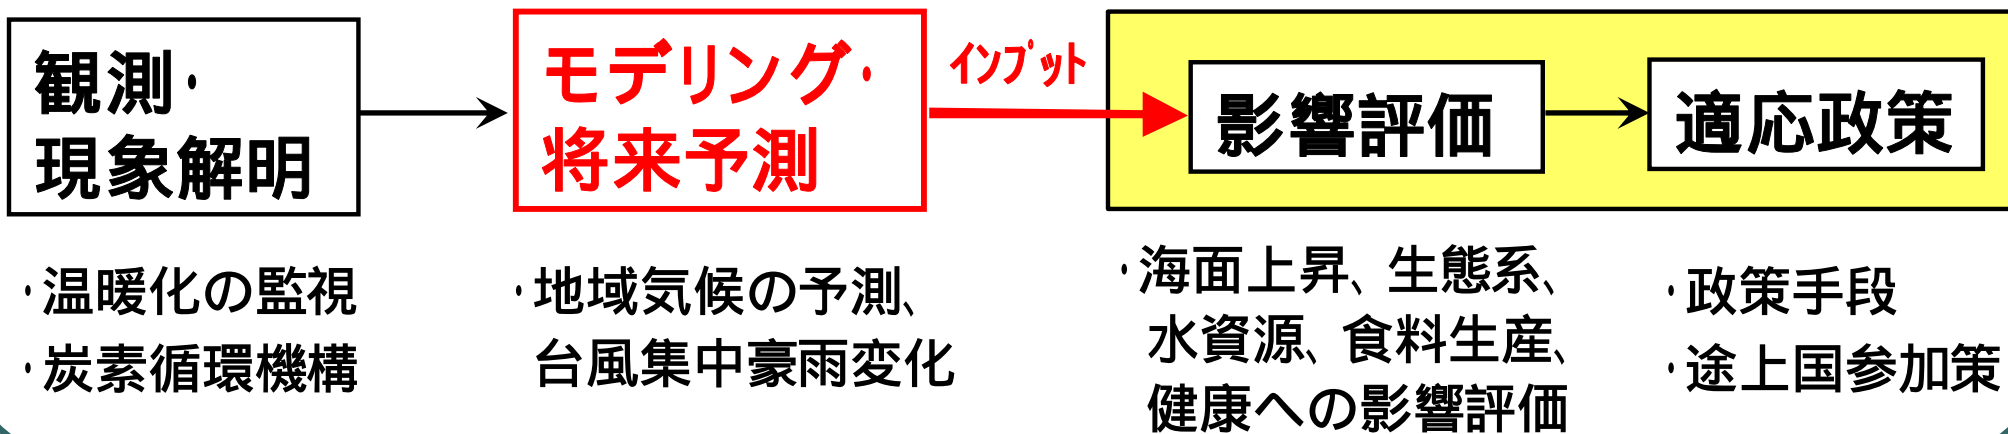 観測・
現象解明
モデリング・
将来予測
ｲﾝﾌﾟｯﾄ
影響評価
適応政策
・温暖化の監視
・炭素循環機構
・地域気候の予測、
台風集中豪雨変化
・海面上昇、生態系、
水資源、食料生産、
健康への影響評価
・政策手段
・途上国参加策